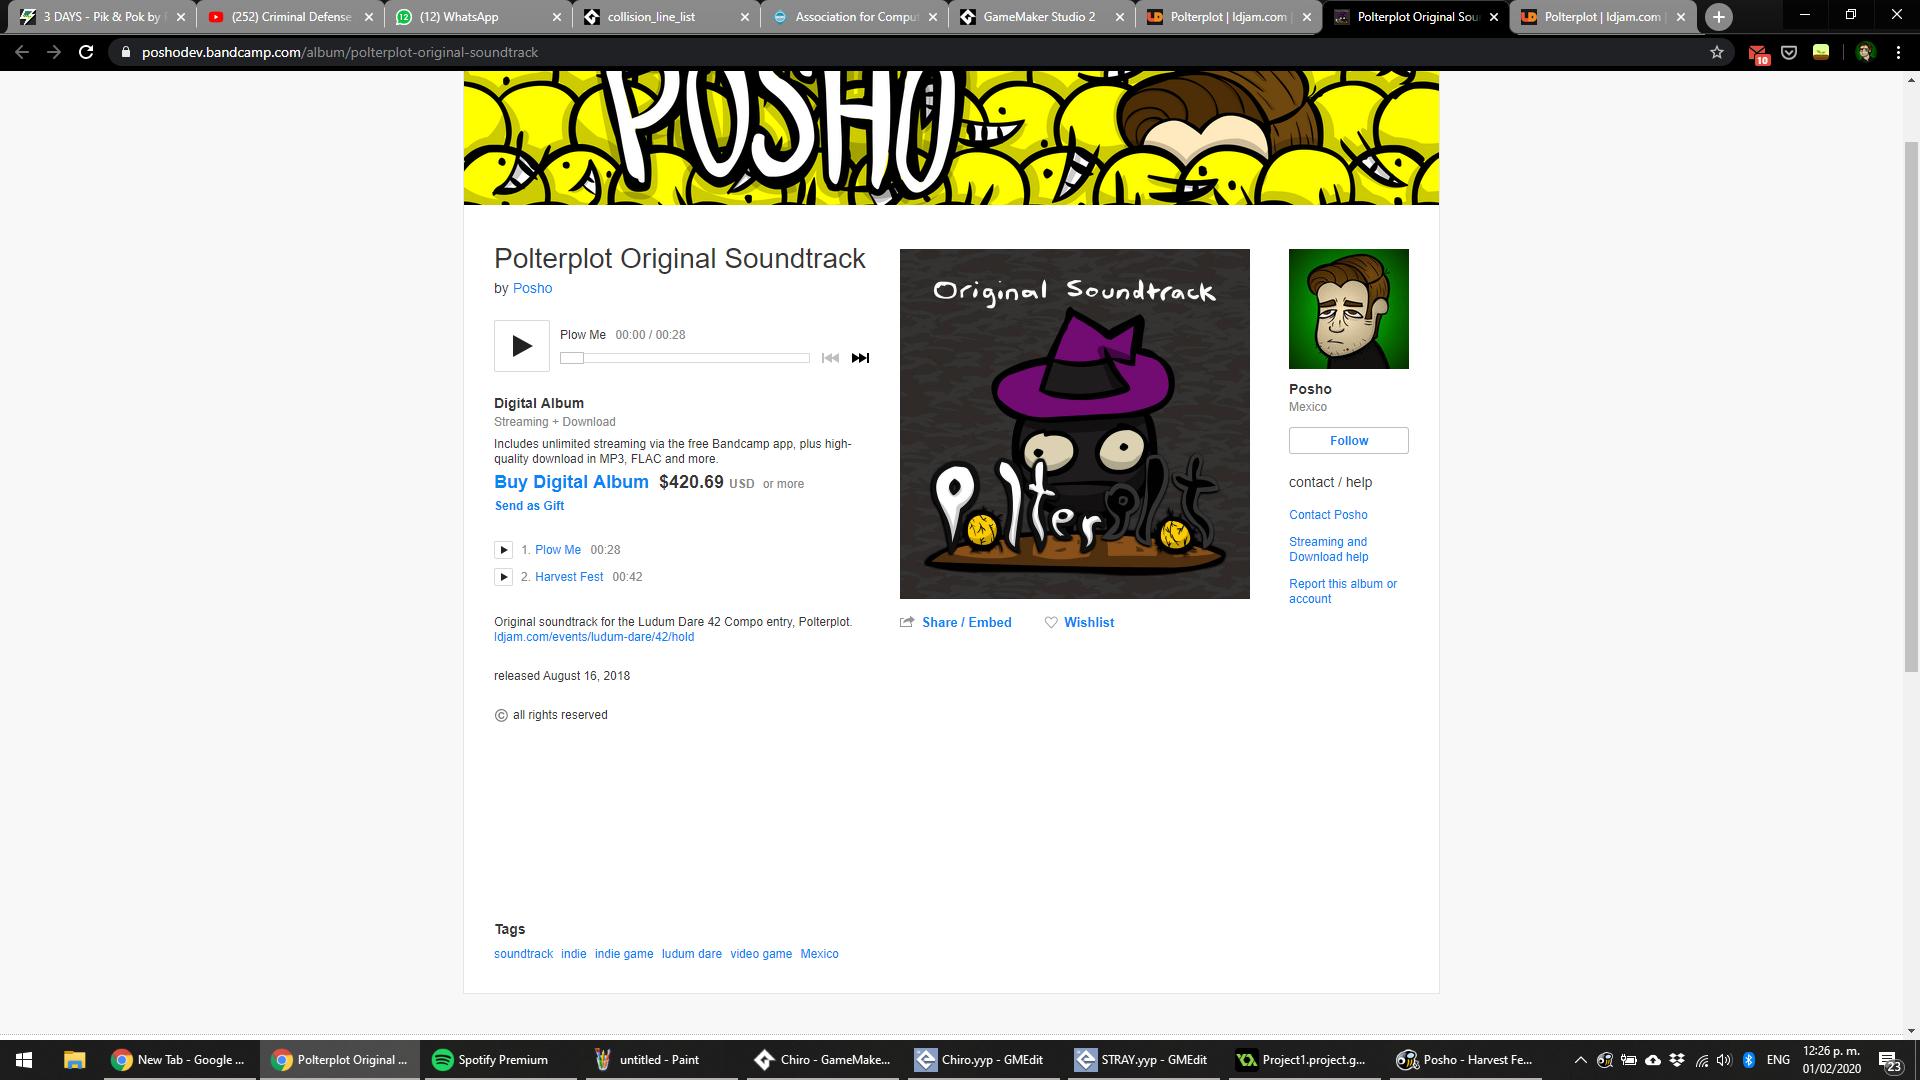 3 DAYS - Pik & Pok by
(252) Criminal Defense
(12) WhatsApp
collision_line_list
Association for Comput
GameMaker Studio 2
Polterplot | ldjam.com |
Polterplot Original Sou
Polterplot | ldjam.com |
poshodev.bandcamp.com/album/polterplot-original-soundtrack
10
POSHO
Polterplot Original Soundtrack
by Posho
Plow Me 00:00 / 00:28
Digital Album
Streaming + Download
Includes unlimited streaming via the free Bandcamp app, plus high-
quality download in MP3, FLAC and more.
Buy Digital Album $420.69 USD or more
Send as Gift
1. Plow Me 00:28
2. Harvest Fest 00:42
Original soundtrack for the Ludum Dare 42 Compo entry, Polterplot.
ldjam.com/events/ludum-dare/42/hold
released August 16, 2018
© all rights reserved
Tags
soundtrack indie indie game ludum dare video game Mexico
Original Soundtrack
Polterplot
Share / Embed
Wishlist
Posho
Mexico
Follow
contact / help
Contact Posho
Streaming and
Download help
Report this album or
account
New Tab - Google ...
Polterplot Original ...
Spotify Premium
untitled - Paint
Chiro - GameMake...
Chiro.yyp - GMEdit
STRAY.yyp - GMEdit
Project1.project.g...
Posho - Harvest Fe...
ENG
12:26 p. m.
01/02/2020
23